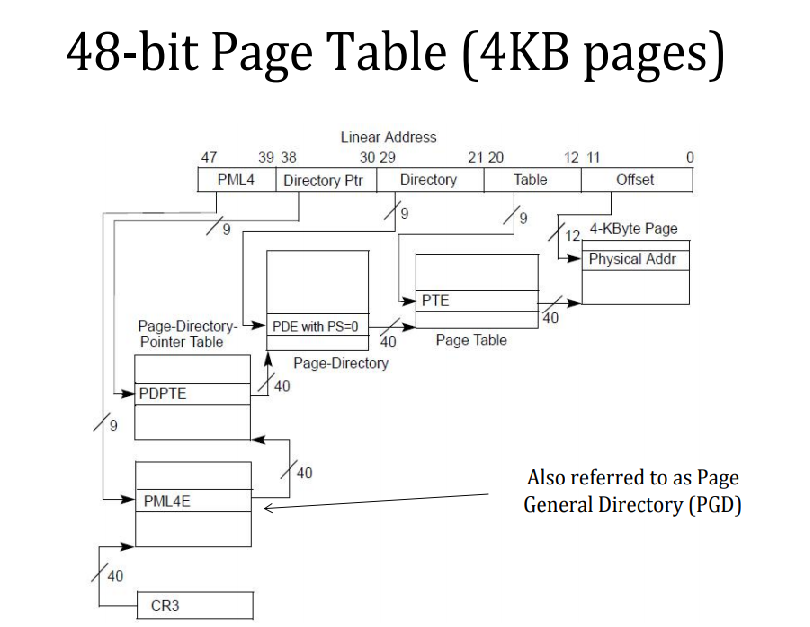 48-bit Page Table (4KB pages)
Linear Address
47 39 38 30 29 21 20 12 11 0
PML4 Directory Ptr Directory Table Offset
9 9 9 12 4-KByte Page
Physical Addr
PTE
40
Page Table
PDE with PS=0
40
Page-Directory
Page-Directory-
Pointer Table
40
PDPTE
9
40
PML4E
Also referred to as Page
General Directory (PGD)
40
CR3